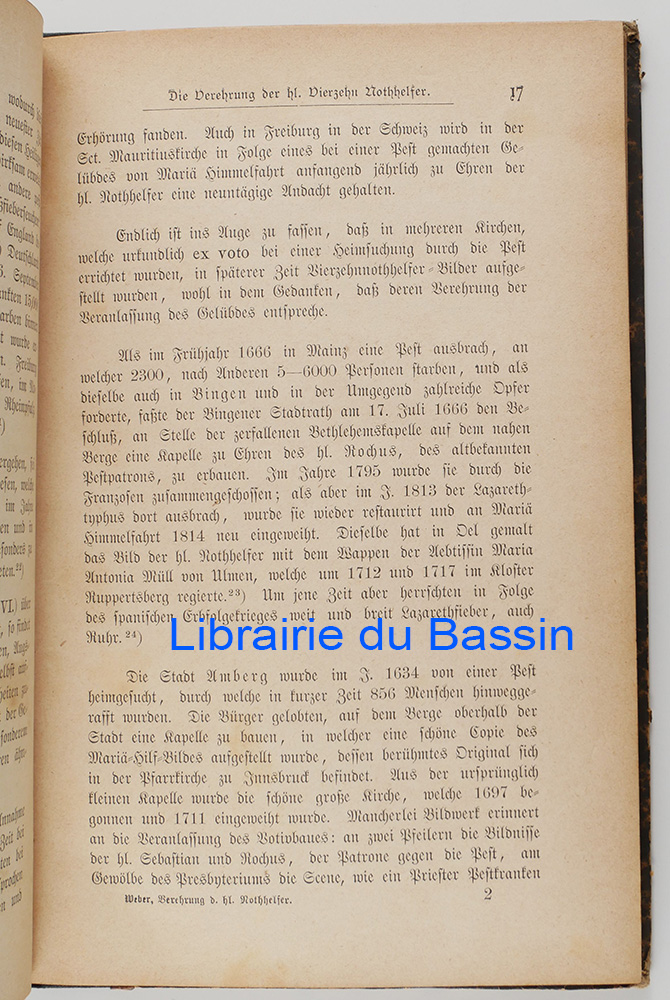 Die Verehrung der hl. Vierzehn Nothhelfer. 17
Erhörung fanden. Auch in Freiburg in der Schweiz wird in der
Sct. Mauritiuskirche in Folge eines bei einer Pest gemachten Ge-
lübdes von Mariä Himmelfahrt anfangend jährlich zu Ehren der
hl. Nothhelfer eine neuntägige Andacht gehalten.
Endlich ist ins Auge zu fassen, daß in mehreren Kirchen,
welche urkundlich ex voto bei einer Heimsuchung durch die Pest
errichtet wurden, in späterer Zeit Vierzehnnothhelfer-Bilder aufge-
stellt wurden, wohl in dem Gedanken, daß deren Verehrung der
Veranlassung des Gelübdes entspreche.
Als im Frühjahr 1666 in Mainz eine Pest ausbrach, an
welcher 2300, nach Anderen 5—6000 Personen starben, und als
dieselbe auch in Bingen und in der Umgegend zahlreiche Opfer
forderte, faßte der Bingener Stadtrath am 17. Juli 1666 den Be-
schluß, an Stelle der zerfallenen Bethlehemskapelle auf dem nahen
Berge eine Kapelle zu Ehren des hl. Rochus, des altbekannten
Pestpatrons, zu erbauen. Im Jahre 1795 wurde sie durch die
Franzosen zusammengeschossen; als aber im J. 1813 der Lazareth-
typhus dort ausbrach, wurde sie wieder restaurirt und an Mariä
Himmelfahrt 1814 neu eingeweiht. Dieselbe hat in Oel gemalt
das Bild der hl. Nothhelfer mit dem Wappen der Aebtissin Maria
Antonia Müll von Ulmen, welche um 1712 und 1717 im Kloster
Ruppertsberg regierte.²³) Um jene Zeit aber herrschten in Folge
des spanischen Erbfolgekrieges weit und breit Lazarethfieber, auch
Ruhr.²⁴)
Librairie du Bassin
Die Stadt Amberg wurde im J. 1634 von einer Pest
heimgesucht, durch welche in kurzer Zeit 856 Menschen hinwegge-
rafft wurden. Die Bürger gelobten, auf dem Berge oberhalb der
Stadt eine Kapelle zu bauen, in welcher eine schöne Copie des
Mariä-Hilf-Bildes aufgestellt wurde, dessen berühmtes Original sich
in der Pfarrkirche zu Innsbruck befindet. Aus der ursprünglich
kleinen Kapelle wurde die schöne große Kirche, welche 1697 be-
gonnen und 1711 eingeweiht wurde. Mancherlei Bildwerk erinnert
an die Veranlassung des Votivbaues: an zwei Pfeilern die Bildnisse
der hl. Sebastian und Rochus, der Patrone gegen die Pest, am
Gewölbe des Presbyteriums die Scene, wie ein Priester Pestkranken
Weber, Verehrung d. hl. Nothhelfer. 2